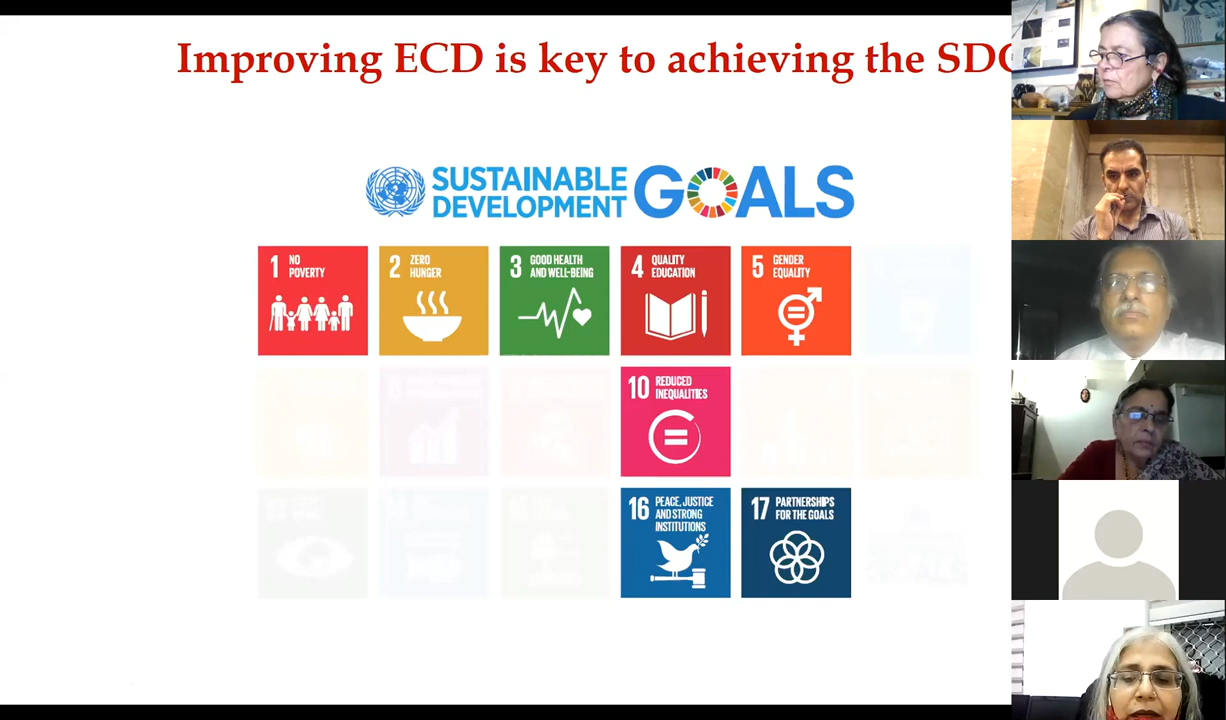 Improving ECD is key to achieving the SDG
SUSTAINABLE
DEVELOPMENT
GOALS
1 NO
POVERTY
2 ZERO
HUNGER
3 GOOD HEALTH
AND WELL-BEING
4 QUALITY
EDUCATION
5 GENDER
EQUALITY
10 REDUCED
INEQUALITIES
16 PEACE, JUSTICE
AND STRONG
INSTITUTIONS
17 PARTNERSHIPS
FOR THE GOALS